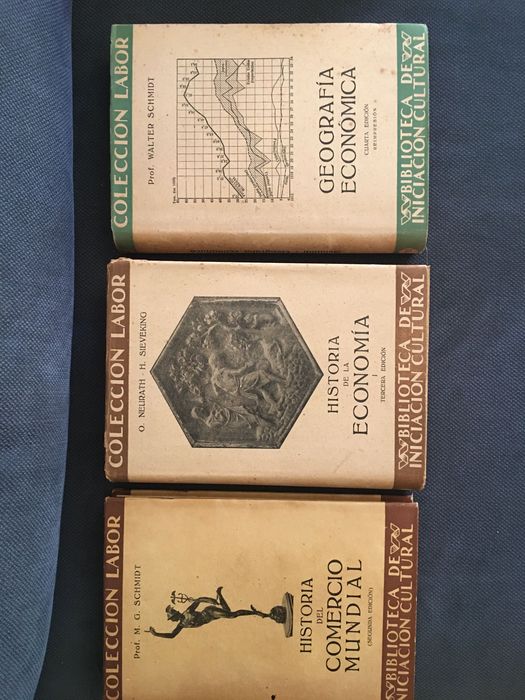 COLECCION LABOR
Prof. WALTER SCHMIDT
GEOGRAFÍA
ECONÓMICA
CUARTA EDICIÓN
REIMPRESIÓN
BIBLIOTECA DE
INICIACIÓN CULTURAL
COLECCION LABOR
O. NEURATH - H. SIEVEKING
HISTORIA
DE LA
ECONOMÍA
I
TERCERA EDICIÓN
BIBLIOTECA DE
INICIACIÓN CULTURAL
COLECCION LABOR
Prof. M. G. SCHMIDT
HISTORIA
DEL
COMERCIO
MUNDIAL
(SEGUNDA EDICIÓN)
BIBLIOTECA DE
INICIACIÓN CULTURAL